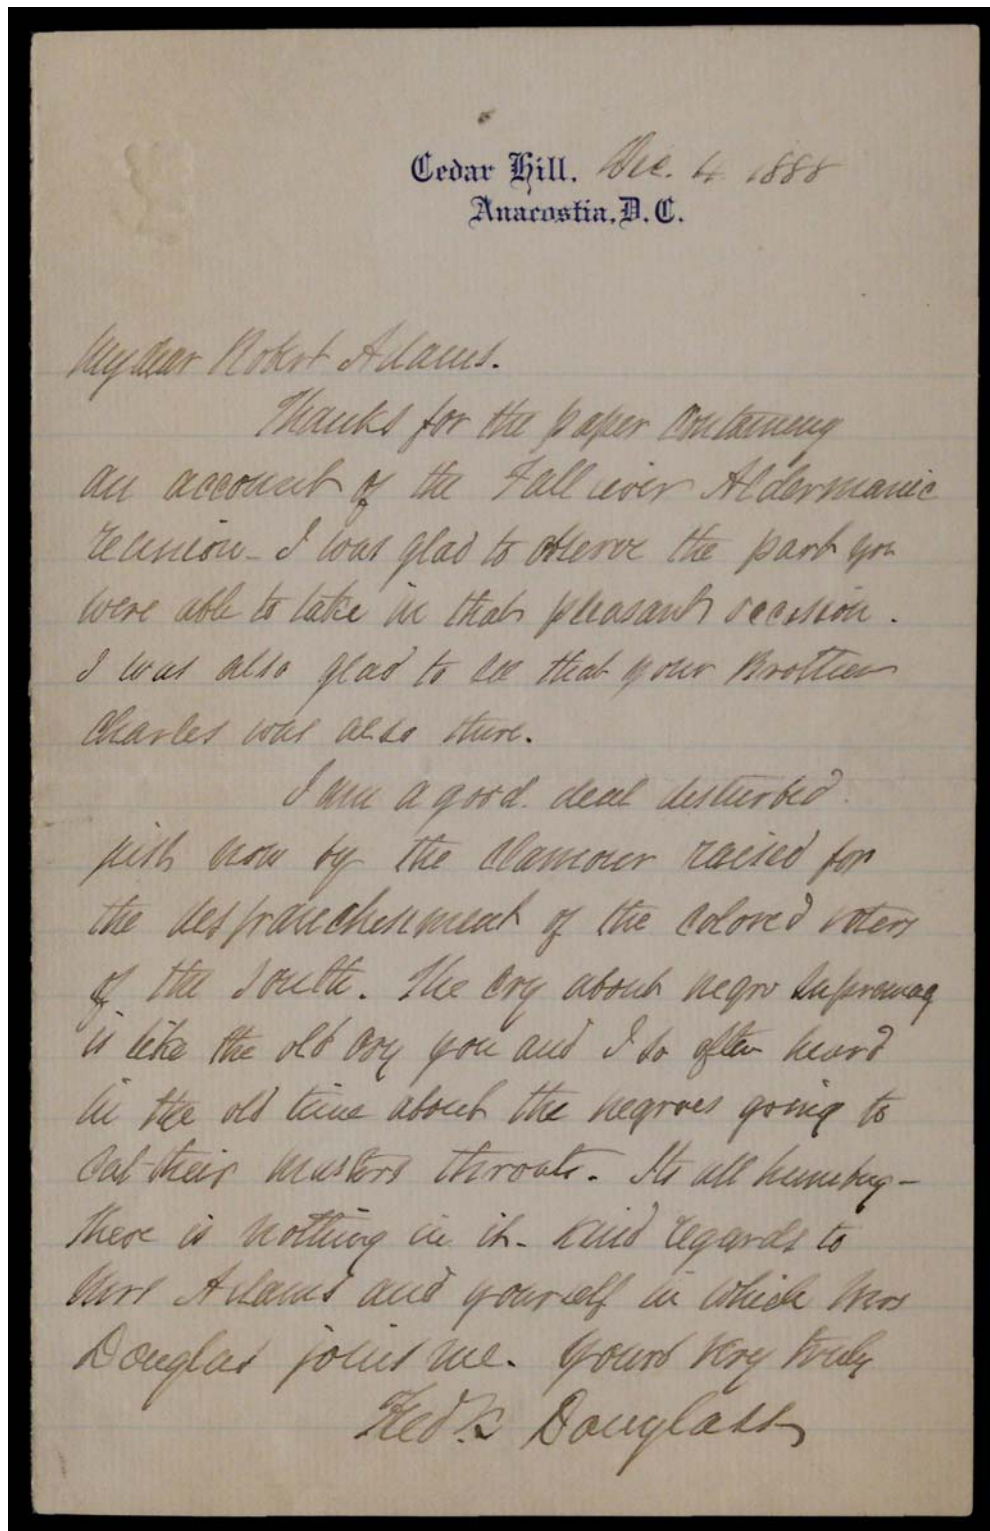 Cedar Hill. Dec. 4. 1888
Anacostia, D. C.
My dear Robert Adams.
Thanks for the paper containing
an account of the Fall river Aldermanic
reunion - I was glad to observe the part you
were able to take in that pleasant occasion.
I was also glad to see that your Brother
Charles was also there.
I am a good deal disturbed
just now by the clamour raised for
the disfranchisement of the colored voters
of the South. The cry about negro supremacy
is like the old cry you and I so often heard
in the old time about the negroes going to
cut their masters throats. Its all humbug -
there is nothing in it - Kind regards to
Mrs Adams and yourself in which Mrs
Douglas joins me. Yours very truly
Fredk Douglass